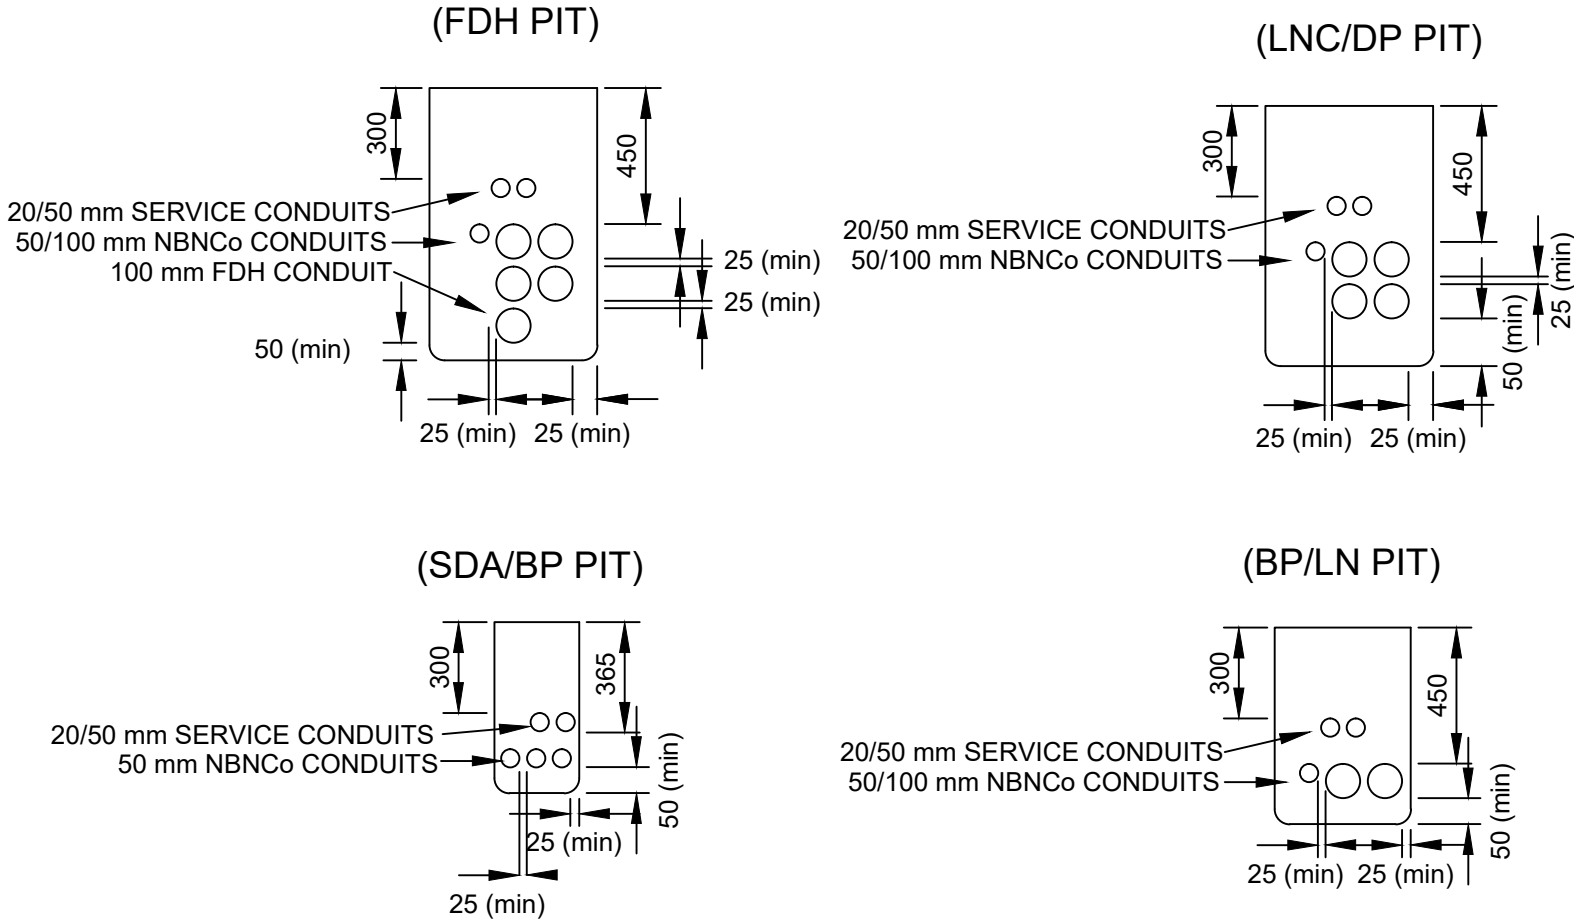 (FDH PIT)
300
450
20/50 mm SERVICE CONDUITS
50/100 mm NBNCo CONDUITS
100 mm FDH CONDUIT
25 (min)
25 (min)
50 (min)
25 (min) 25 (min)
(LNC/DP PIT)
300
450
20/50 mm SERVICE CONDUITS
50/100 mm NBNCo CONDUITS
25 (min)
50 (min)
25 (min) 25 (min)
(SDA/BP PIT)
300
365
20/50 mm SERVICE CONDUITS
50 mm NBNCo CONDUITS
50 (min)
25 (min)
25 (min)
(BP/LN PIT)
300
450
20/50 mm SERVICE CONDUITS
50/100 mm NBNCo CONDUITS
50 (min)
25 (min) 25 (min)